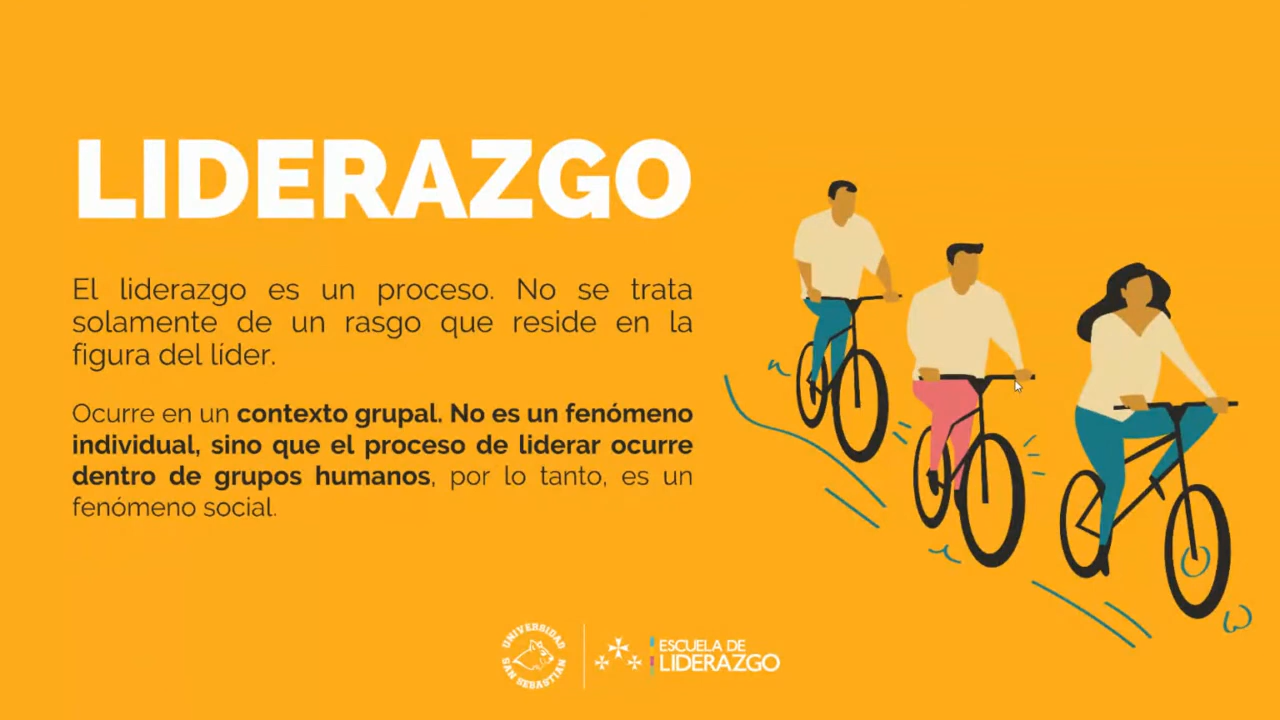 LIDERAZGO
El liderazgo es un proceso. No se trata
solamente de un rasgo que reside en la
figura del líder.
Ocurre en un contexto grupal. No es un fenómeno
individual, sino que el proceso de liderar ocurre
dentro de grupos humanos, por lo tanto, es un
fenómeno social.
UNIVERSIDAD
SAN SEBASTIAN
ESCUELA DE
LIDERAZGO